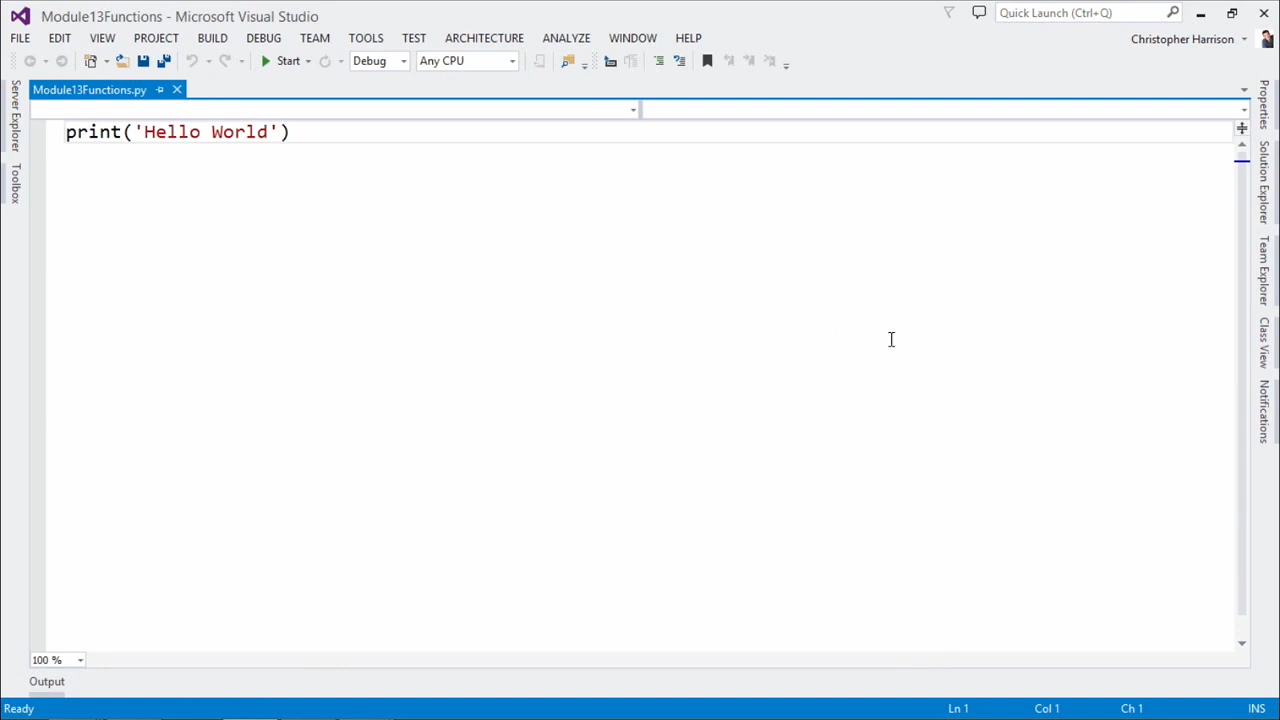 Module13Functions - Microsoft Visual Studio
Quick Launch (Ctrl+Q)
FILE EDIT VIEW PROJECT BUILD DEBUG TEAM TOOLS TEST ARCHITECTURE ANALYZE WINDOW HELP
Christopher Harrison
Start Debug Any CPU
Module13Functions.py
print('Hello World')
Server Explorer
Toolbox
Properties
Solution Explorer
Team Explorer
Class View
Notifications
100 %
Output
Ready Ln 1 Col 1 Ch 1 INS